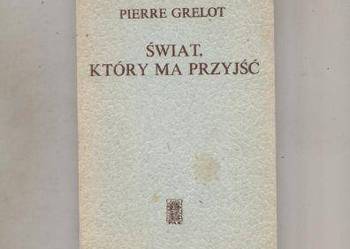 PIERRE GRELOT
ŚWIAT,
KTÓRY MA PRZYJŚĆ